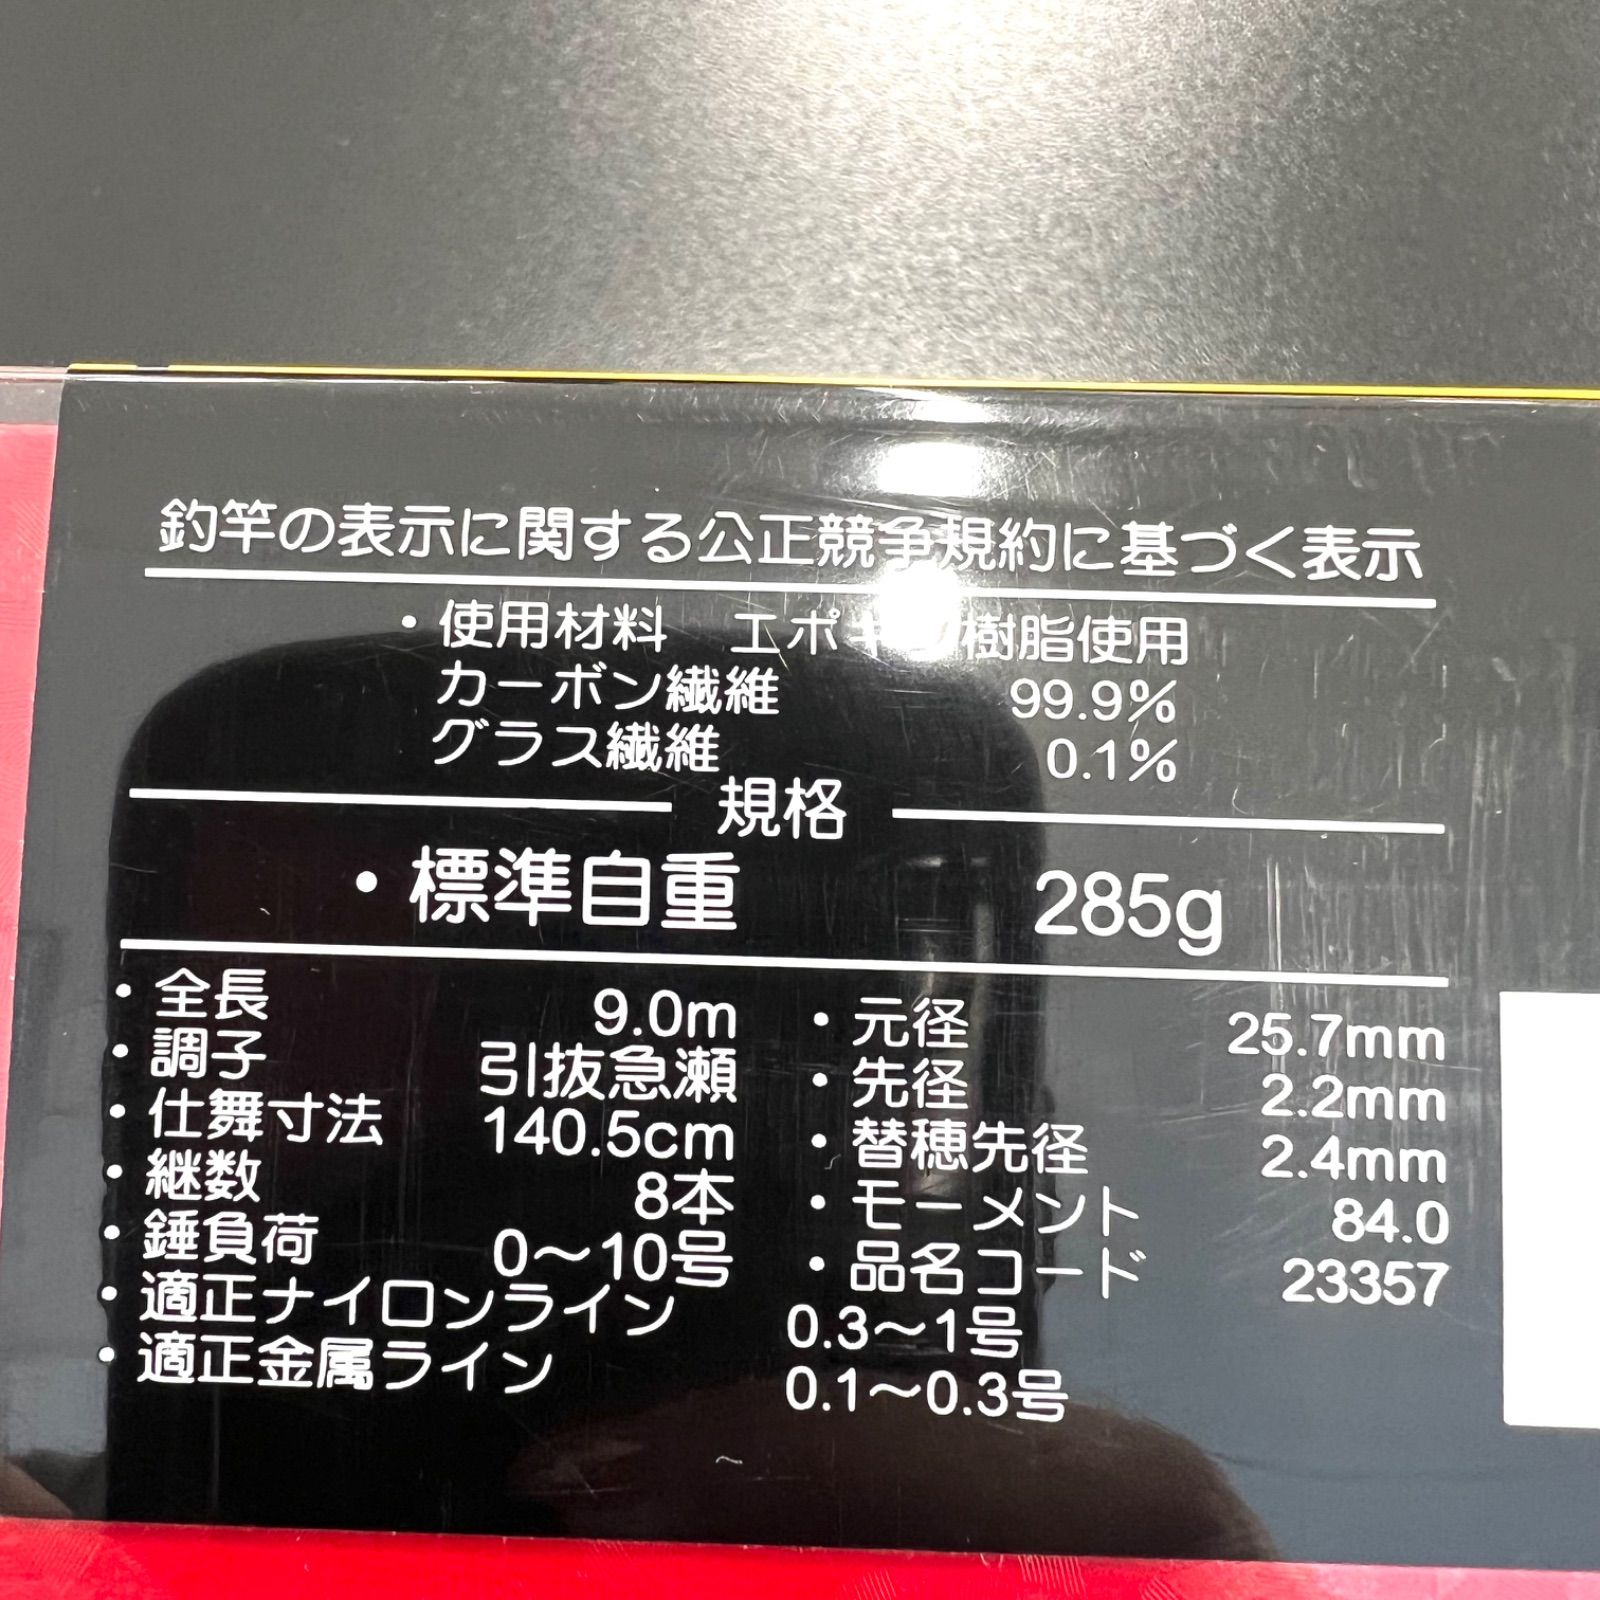 釣竿の表示に関する公正競争規約に基づく表示
・使用材料 エポキシ樹脂使用
カーボン繊維 99.9%
グラス繊維 0.1%
規格
・標準自重 285g
・全長 9.0m ・元径 25.7mm
・調子 引抜急瀬 ・先径 2.2mm
・仕舞寸法 140.5cm ・替穂先径 2.4mm
・継数 8本 ・モーメント 84.0
・錘負荷 0〜10号 ・品名コード 23357
・適正ナイロンライン 0.3〜1号
・適正金属ライン 0.1〜0.3号